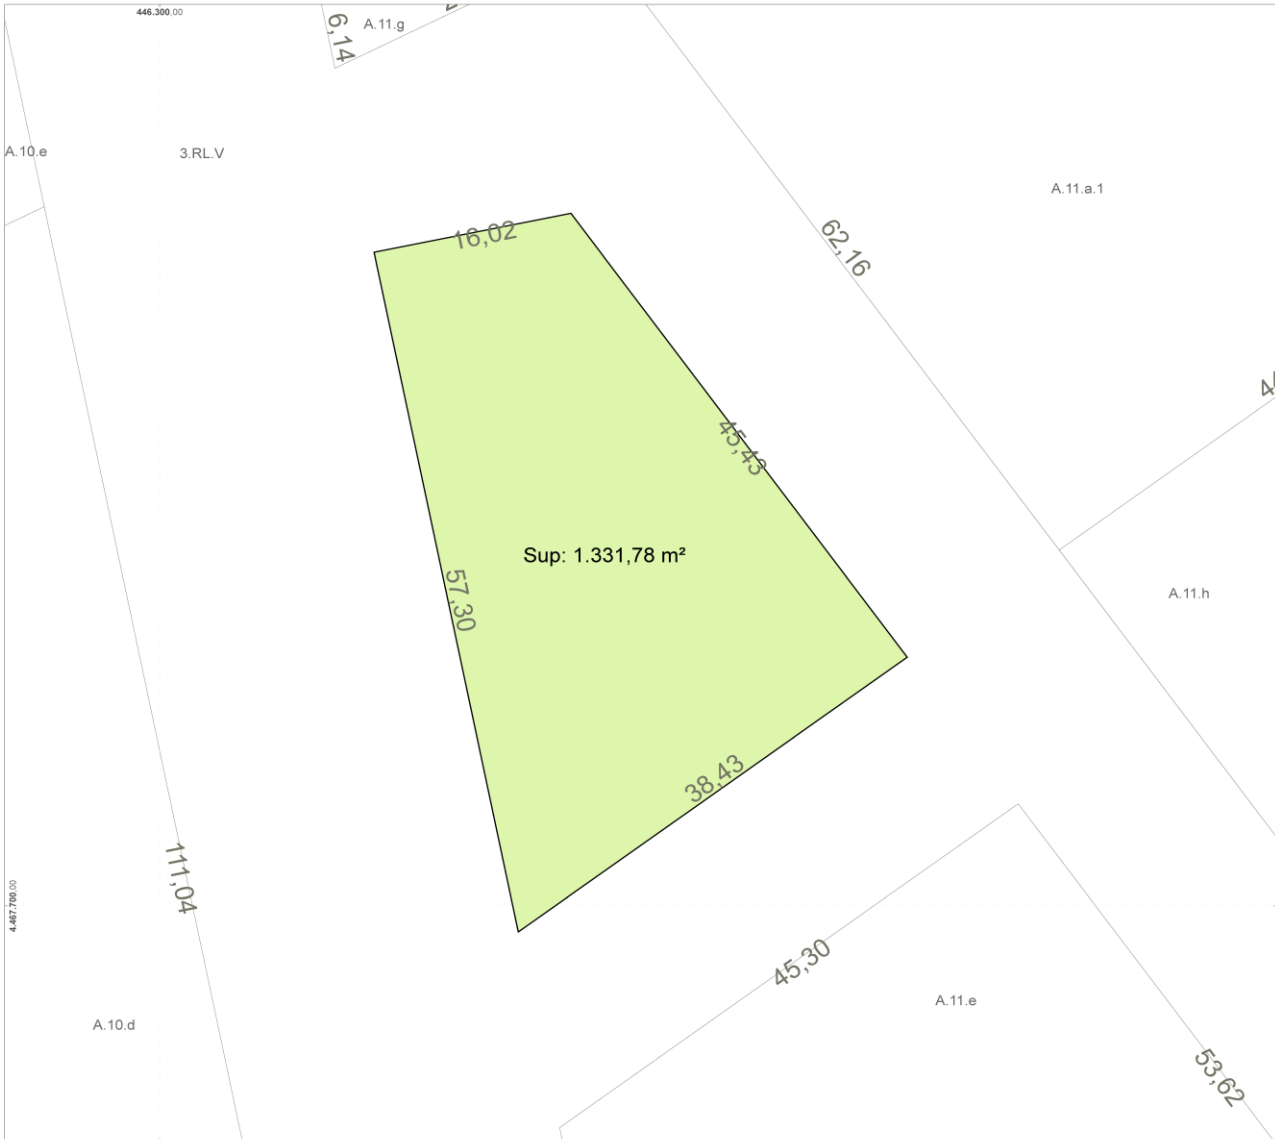 446.300,00
6,14
A.11.g
A.10.e
3.RL.V
A.11.a.1
16,02
62,16
45,43
Sup: 1.331,78 m²
57,30
A.11.h
38,43
111,04
4.467.700,00
45,30
A.11.e
A.10.d
53,62